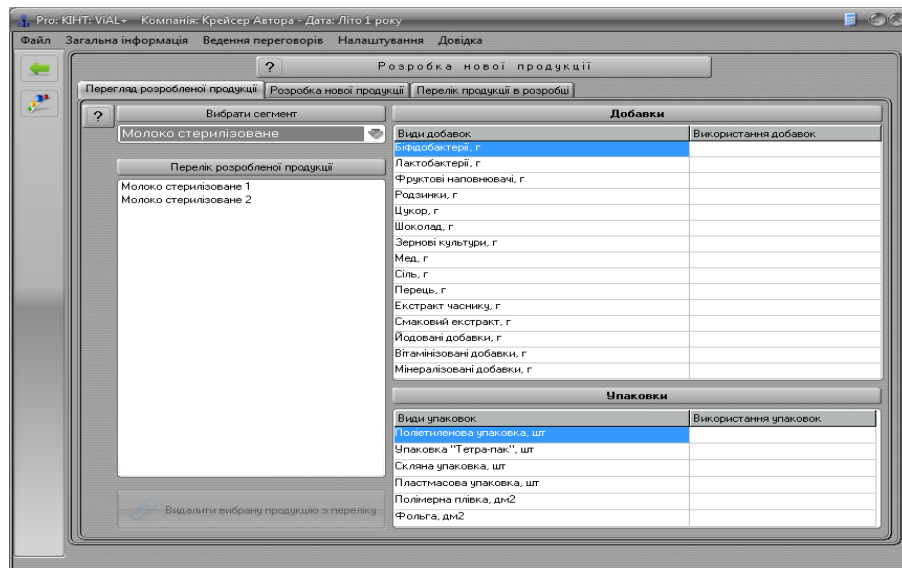 Pro: КІНТ: ViAL+ Компанія: Крейсер Автора - Дата: Літо 1 року
Файл Загальна інформація Ведення переговорів Налаштування Довідка
? Розробка нової продукції
Перегляд розробленої продукції Розробка нової продукції Перелік продукції в розробці
? Вибрати сегмент
Молоко стерилізоване
Перелік розробленої продукції
Молоко стерилізоване 1
Молоко стерилізоване 2
Видалити вибрану продукцію з переліку
Добавки
Види добавок Використання добавок
Біфідобактерії, г
Лактобактерії, г
Фруктові наповнювачі, г
Родзинки, г
Цукор, г
Шоколад, г
Зернові культури, г
Мед, г
Сіль, г
Перець, г
Екстракт часнику, г
Смаковий екстракт, г
Йодовані добавки, г
Вітамінізовані добавки, г
Мінералізовані добавки, г
Упаковки
Види упаковок Використання упаковок
Поліетиленова упаковка, шт
Упаковка "Тетра-пак", шт
Скляна упаковка, шт
Пластмасова упаковка, шт
Полімерна плівка, дм2
Фольга, дм2